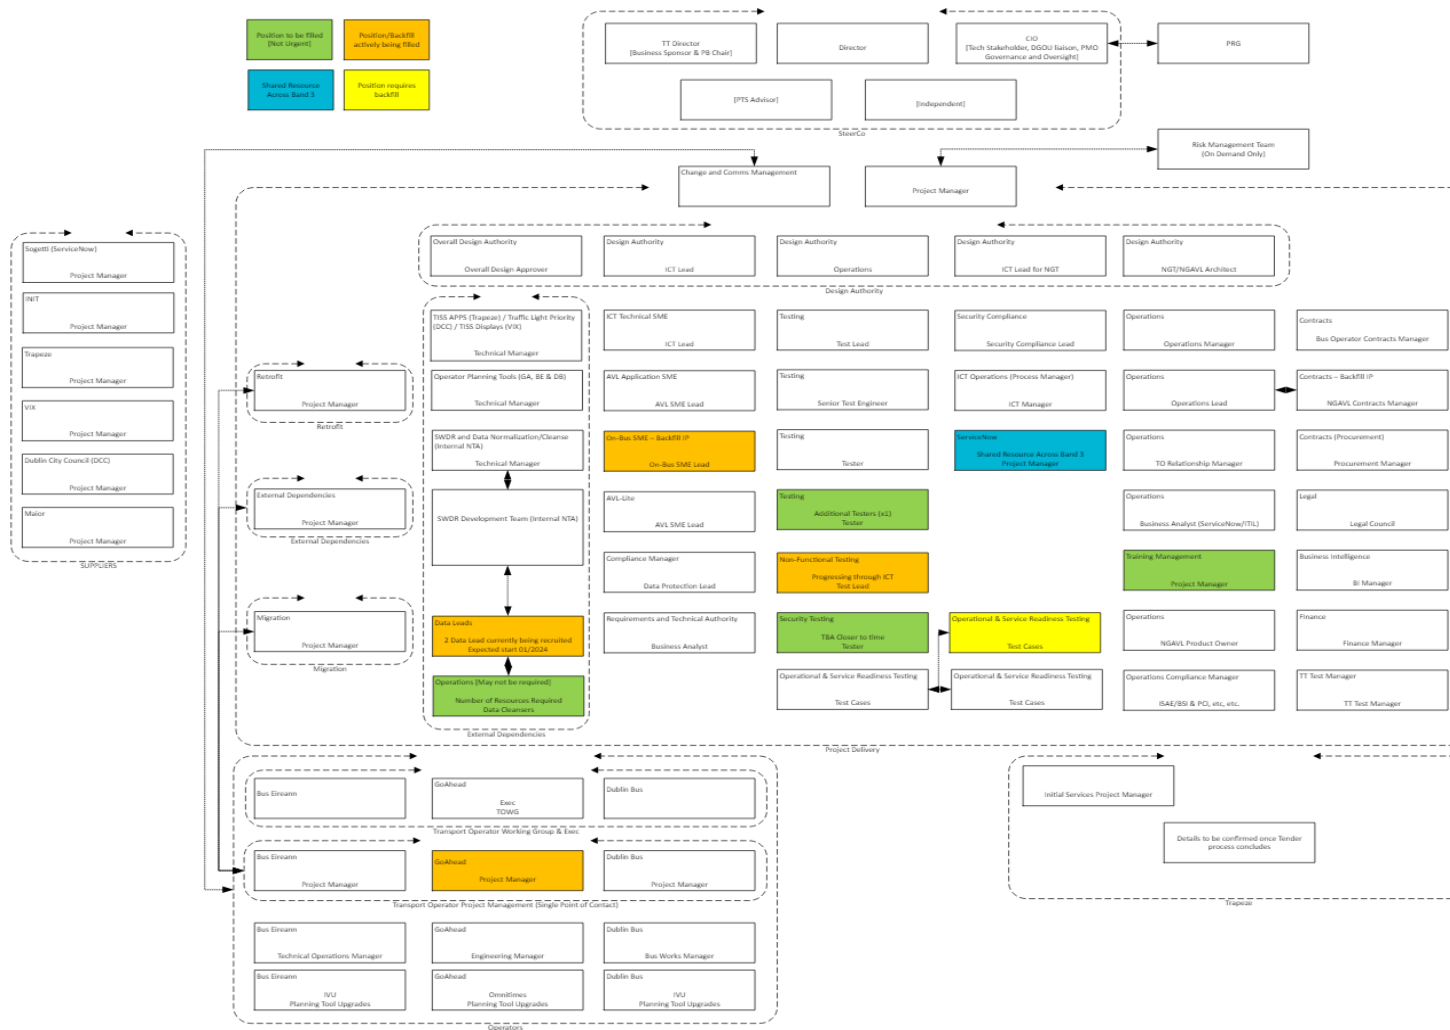 Position to be filled
[Not Urgent]
Position/Backfill
actively being filled
Shared Resource
Across Band 3
Position requires
backfill
TT Director
[Business Sponsor & PB Chair]
Director
CIO
[Tech Stakeholder, DGOU liaison, PMO
Governance and Oversight]
PRG
[PTS Advisor]
[Independent]
SteerCo
Risk Management Team
(On Demand Only)
Change and Comms Management
Project Manager
Sogetti (ServiceNow)
Project Manager
INIT
Project Manager
Trapeze
Project Manager
VIX
Project Manager
Dublin City Council (DCC)
Project Manager
Maior
Project Manager
SUPPLIERS
Overall Design Authority
Overall Design Approver
Design Authority
ICT Lead
Design Authority
Operations
Design Authority
ICT Lead for NGT
Design Authority
NGT/NGAVL Architect
Design Authority
Retrofit
Project Manager
Retrofit
External Dependencies
Project Manager
External Dependencies
Migration
Project Manager
Migration
TISS APPS (Trapeze) / Traffic Light Priority
(DCC) / TISS Displays (VIX)
Technical Manager
Operator Planning Tools (GA, BE & DB)
Technical Manager
SWDR and Data Normalization/Cleanse
(Internal NTA)
Technical Manager
SWDR Development Team (Internal NTA)
Data Leads
2 Data Lead currently being recruited
Expected start 01/2024
Operations [May not be required]
Number of Resources Required
Data Cleansers
External Dependencies
ICT Technical SME
ICT Lead
AVL Application SME
AVL SME Lead
On-Bus SME – Backfill IP
On-Bus SME Lead
AVL-Lite
AVL SME Lead
Compliance Manager
Data Protection Lead
Requirements and Technical Authority
Business Analyst
Testing
Test Lead
Testing
Senior Test Engineer
Testing
Tester
Testing
Additional Testers (x1)
Tester
Non-Functional Testing
Progressing through ICT
Test Lead
Security Testing
TBA Closer to time
Tester
Operational & Service Readiness Testing
Test Cases
Security Compliance
Security Compliance Lead
ICT Operations (Process Manager)
ICT Manager
ServiceNow
Shared Resource Across Band 3
Project Manager
Operational & Service Readiness Testing
Test Cases
Operational & Service Readiness Testing
Test Cases
Operations
Operations Manager
Operations
Operations Lead
Operations
TO Relationship Manager
Operations
Business Analyst (ServiceNow/ITIL)
Training Management
Project Manager
Operations
NGAVL Product Owner
Operations Compliance Manager
ISAE/BSI & PCI, etc, etc.
Contracts
Bus Operator Contracts Manager
Contracts – Backfill IP
NGAVL Contracts Manager
Contracts (Procurement)
Procurement Manager
Legal
Legal Council
Business Intelligence
BI Manager
Finance
Finance Manager
TT Test Manager
TT Test Manager
Project Delivery
Bus Eireann
GoAhead
Exec
TOWG
Dublin Bus
Transport Operator Working Group & Exec
Bus Eireann
Project Manager
GoAhead
Project Manager
Dublin Bus
Project Manager
Transport Operator Project Management (Single Point of Contact)
Bus Eireann
Technical Operations Manager
GoAhead
Engineering Manager
Dublin Bus
Bus Works Manager
Bus Eireann
IVU
Planning Tool Upgrades
GoAhead
Omnitimes
Planning Tool Upgrades
Dublin Bus
IVU
Planning Tool Upgrades
Operators
Initial Services Project Manager
Details to be confirmed once Tender
process concludes
Trapeze